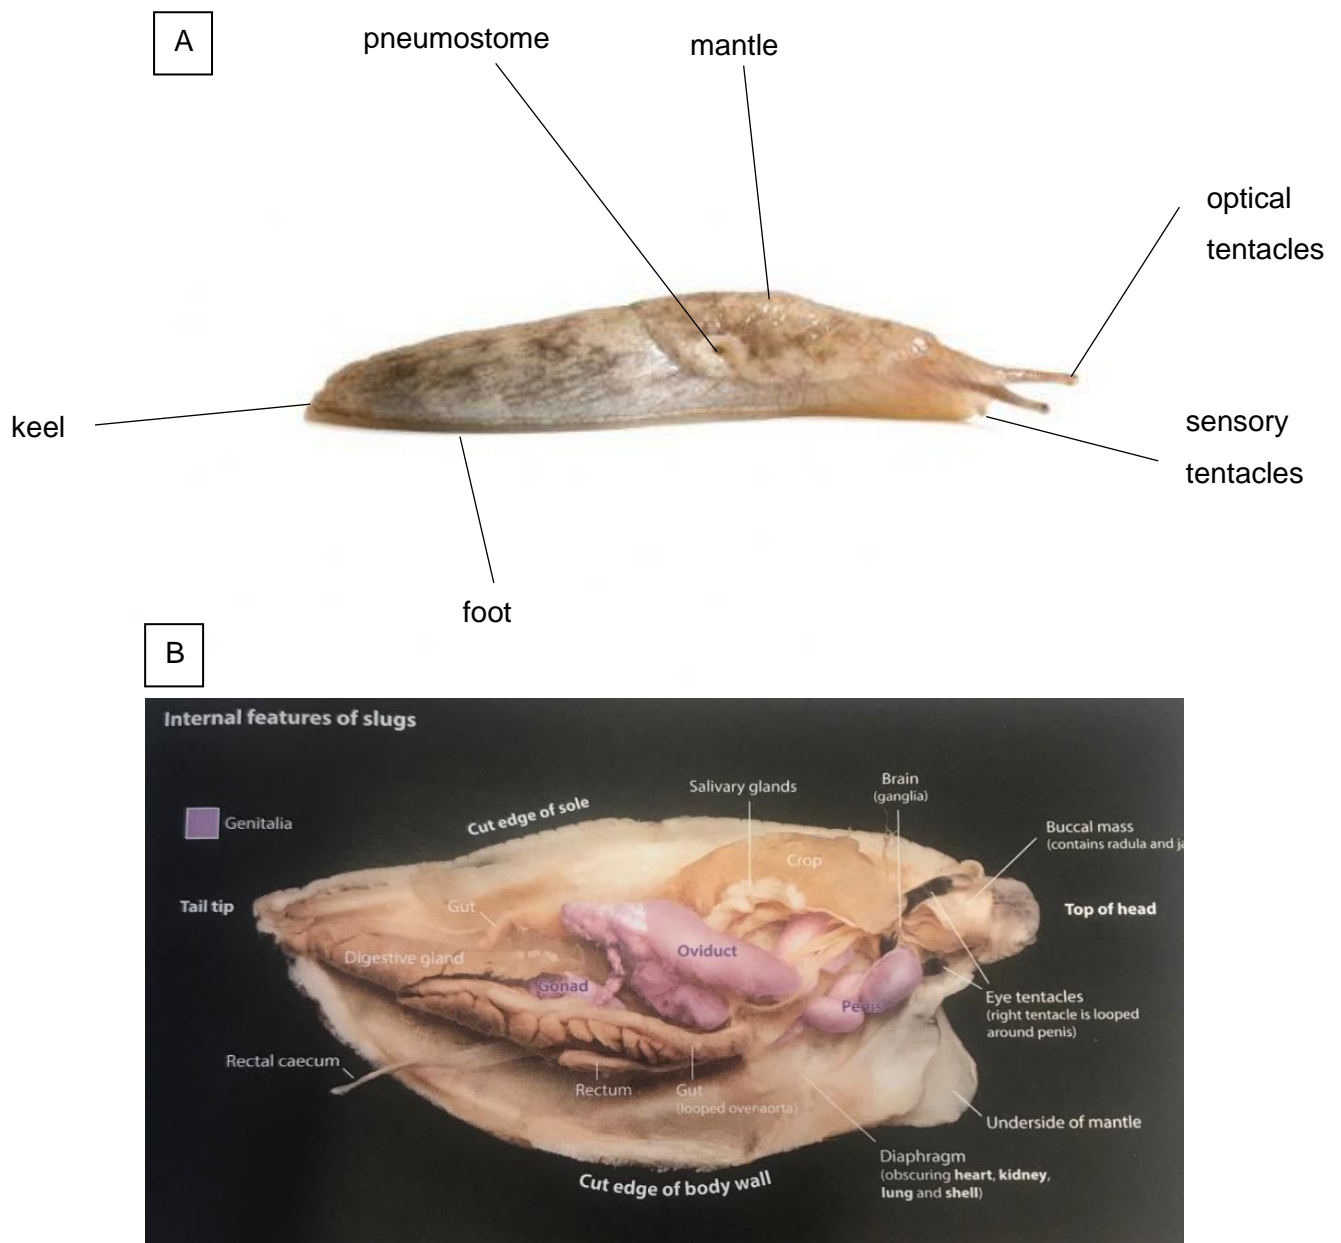 A
pneumostome
mantle
optical
tentacles
keel
sensory
tentacles
foot
B
Internal features of slugs
Genitalia
Cut edge of sole
Salivary glands
Brain
(ganglia)
Buccal mass
(contains radula and
Crop
Tail tip
Gut
Top of head
Oviduct
Digestive gland
Gonad
Penis
Eye tentacles
(right tentacle is looped
around penis)
Rectal caecum
Rectum
Gut
(looped over aorta)
Underside of mantle
Diaphragm
(obscuring heart, kidney,
lung and shell)
Cut edge of body wall